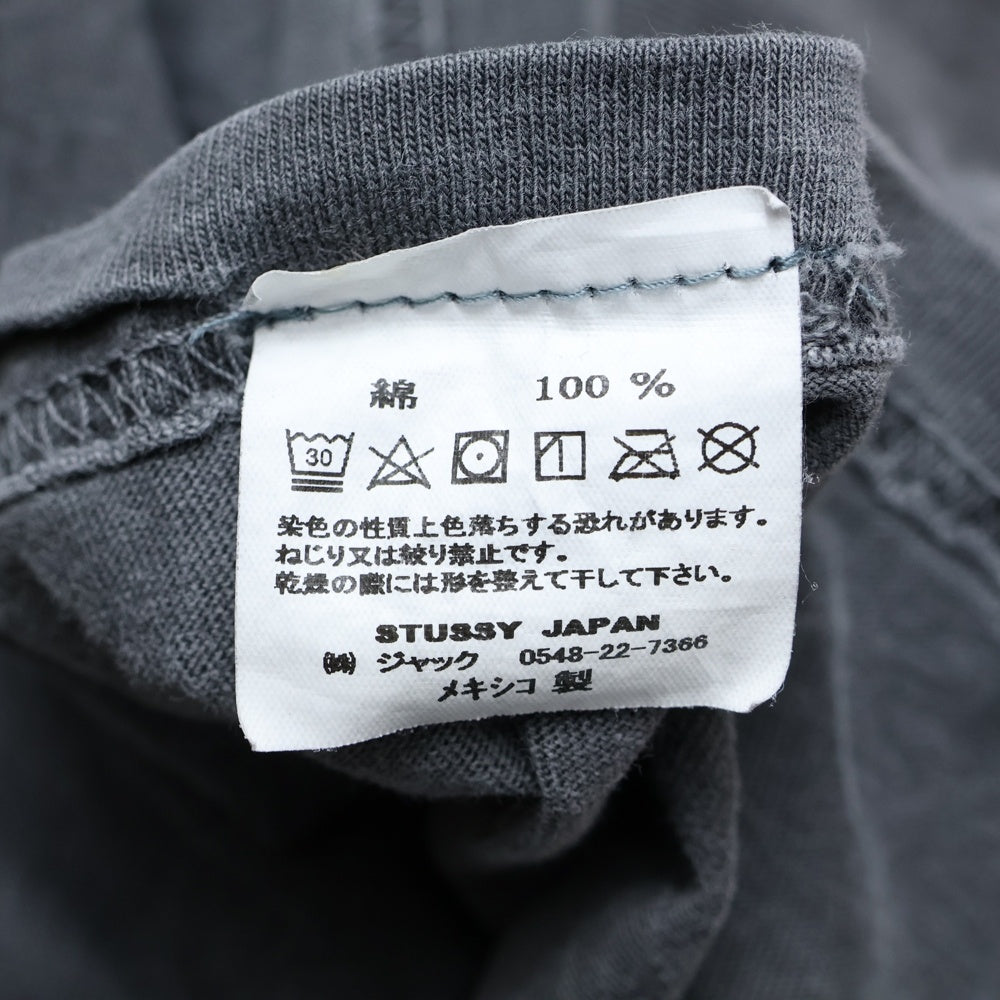 綿 100 %
30
染色の性質上色落ちする恐れがあります。
ねじり又は絞り禁止です。
乾燥の際には形を整えて干して下さい。
STUSSY JAPAN
㈱ ジャック 0548-22-7366
メキシコ 製